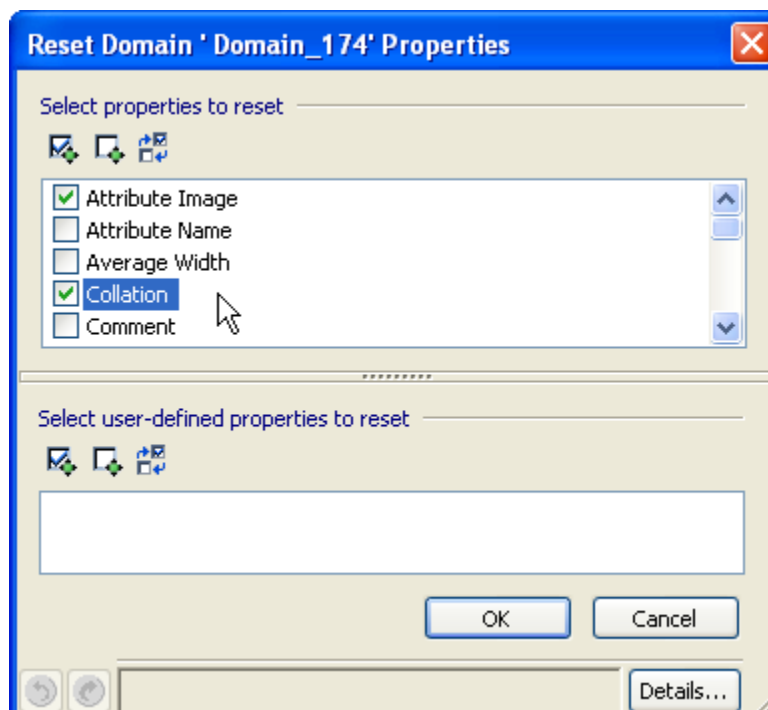 Reset Domain ' Domain_174' Properties
Select properties to reset
Attribute Image
Attribute Name
Average Width
Collation
Comment
Select user-defined properties to reset
OK Cancel
Details...